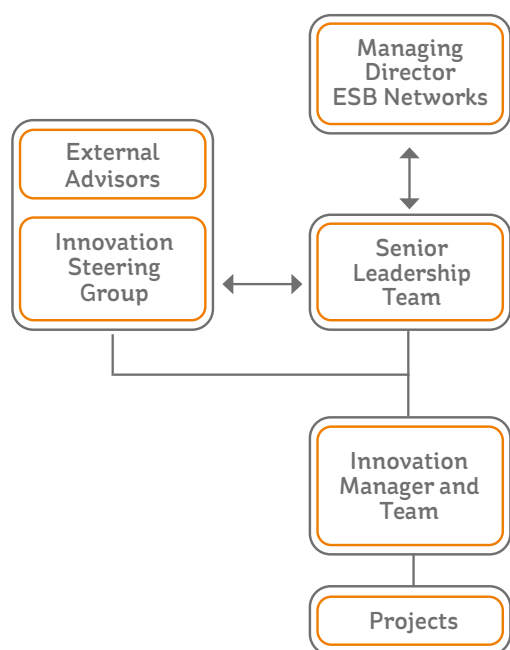 Managing
Director
ESB Networks
External
Advisors
Innovation
Steering
Group
Senior
Leadership
Team
Innovation
Manager and
Team
Projects